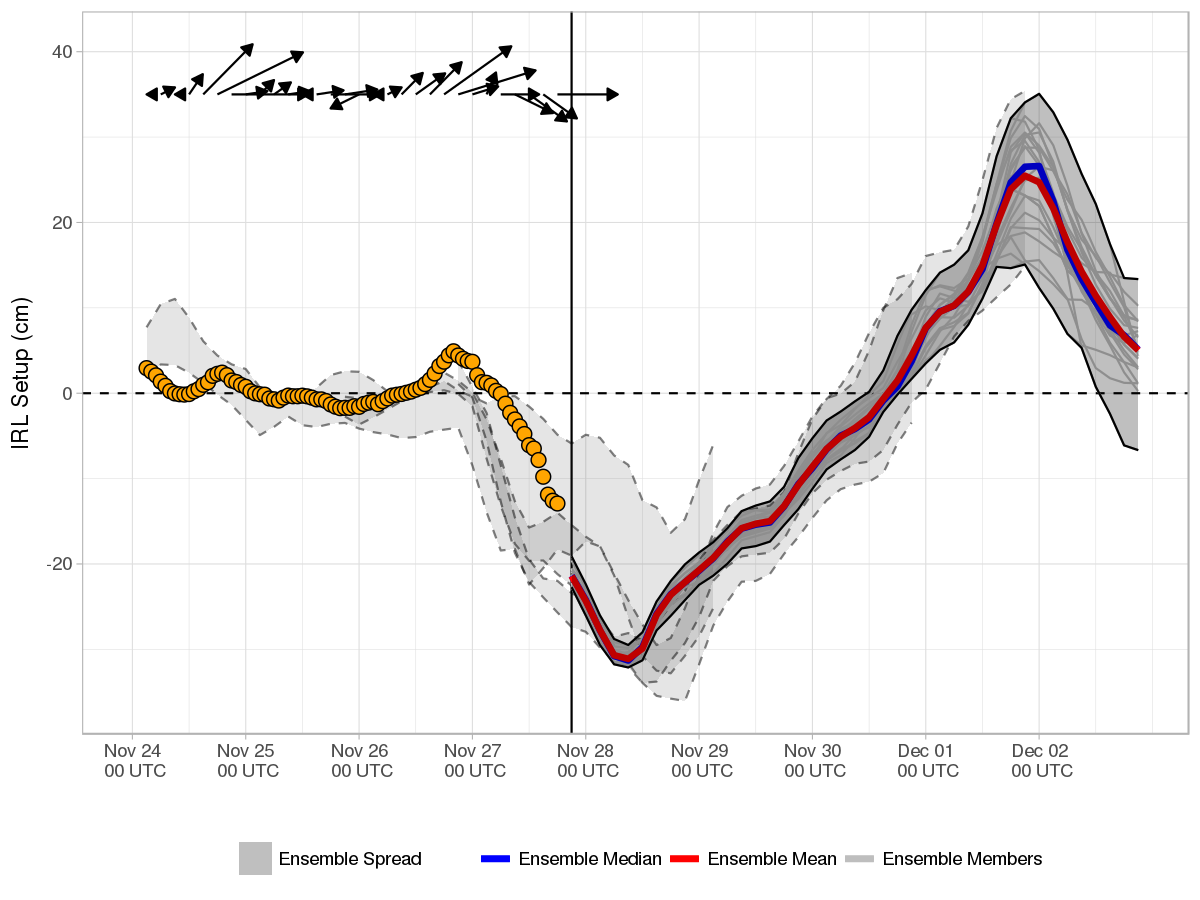 IRL Setup (cm)
40
20
0
-20
Nov 24 Nov 25 Nov 26 Nov 27 Nov 28 Nov 29 Nov 30 Dec 01 Dec 02
00 UTC 00 UTC 00 UTC 00 UTC 00 UTC 00 UTC 00 UTC 00 UTC 00 UTC
Ensemble Spread Ensemble Median Ensemble Mean Ensemble Members